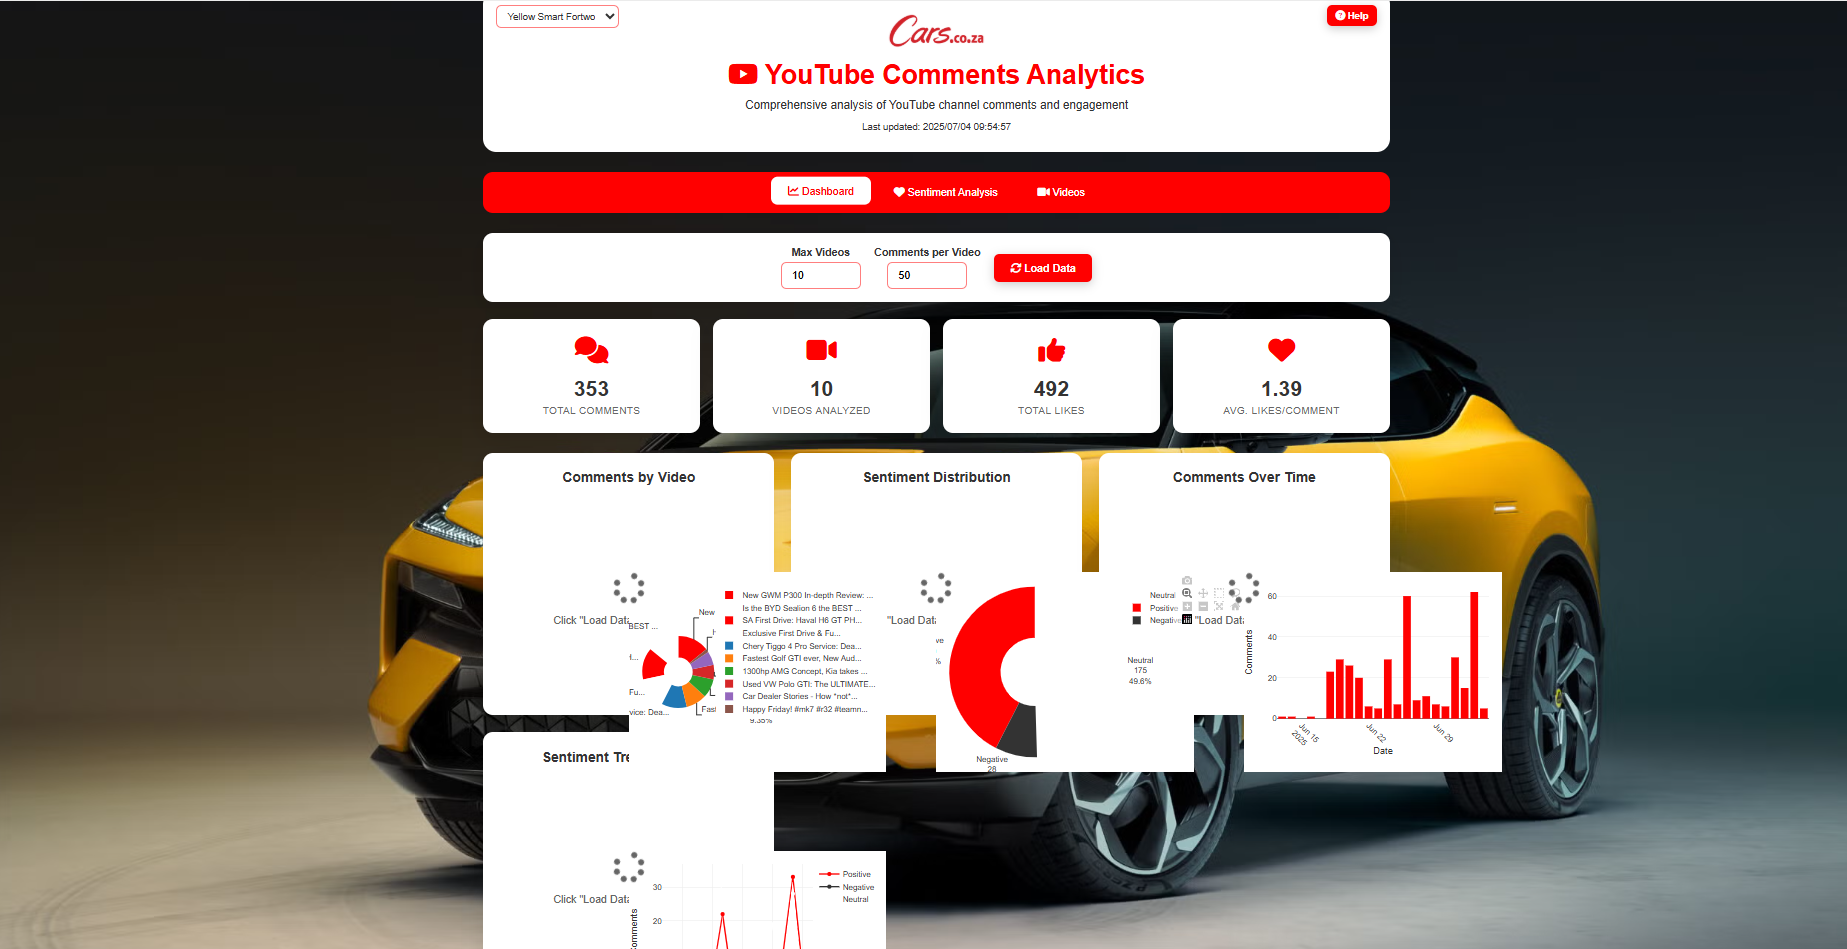 Yellow Smart Fortwo
Help
Cars.co.za
YouTube Comments Analytics
Comprehensive analysis of YouTube channel comments and engagement
Last updated: 2025/07/04 09:54:57
Dashboard
Sentiment Analysis
Videos
Max Videos
10
Comments per Video
50
Load Data
353
TOTAL COMMENTS
10
VIDEOS ANALYZED
492
TOTAL LIKES
1.39
AVG. LIKES/COMMENT
Comments by Video
Click "Load Data
New
BEST ...
f...
Fu...
vice: Dea...
Fast
9.35%
New GWM P300 In-depth Review: ...
Is the BYD Sealion 6 the BEST ...
SA First Drive: Haval H6 GT PH...
Exclusive First Drive & Fu...
Chery Tiggo 4 Pro Service: Dea...
Fastest Golf GTI ever, New Aud...
1300hp AMG Concept, Kia takes ...
Used VW Polo GTI: The ULTIMATE...
Car Dealer Stories - How *not*...
Happy Friday! #mk7 #r32 #teamn...
Sentiment Distribution
"Load Data
ve
%
Neutral
Positive
Negative
Neutral
175
49.6%
Negative
28
Comments Over Time
"Load Data
60
40
20
0
Comments
Jun 15
2025
Jun 22
Jun 29
Date
Sentiment Tre
Click "Load Data
30
20
omments
Positive
Negative
Neutral